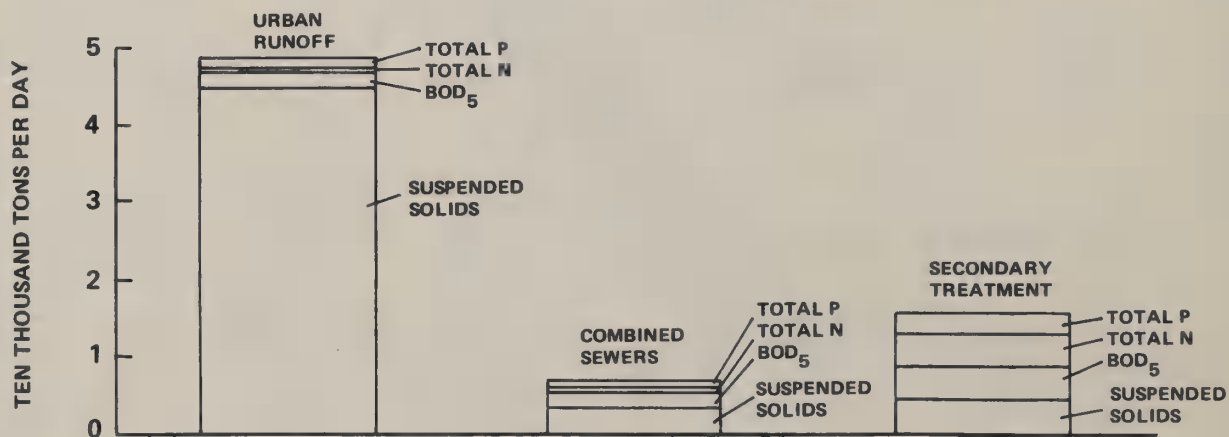 TEN THOUSAND TONS PER DAY
5
4
3
2
1
0
URBAN
RUNOFF
TOTAL P
TOTAL N
BOD5
SUSPENDED
SOLIDS
COMBINED
SEWERS
TOTAL P
TOTAL N
BOD5
SUSPENDED
SOLIDS
SECONDARY
TREATMENT
TOTAL P
TOTAL N
BOD5
SUSPENDED
SOLIDS